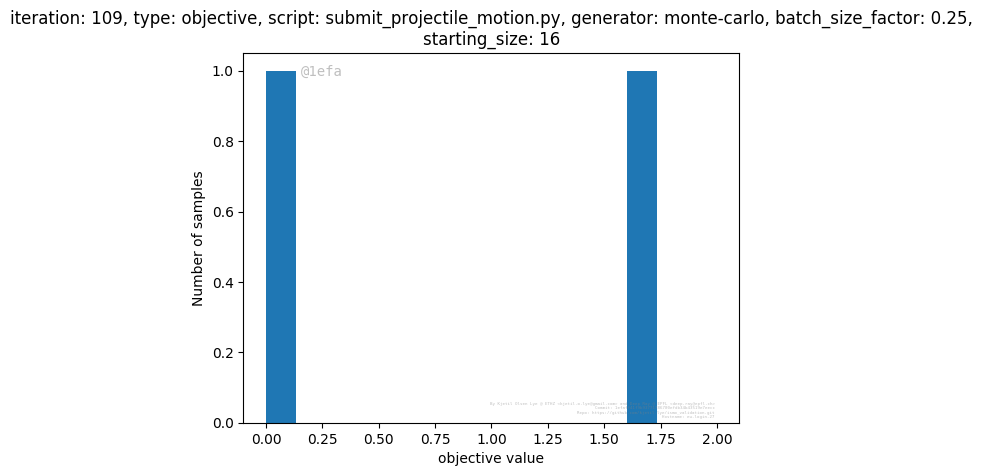 iteration: 109, type: objective, script: submit_projectile_motion.py, generator: monte-carlo, batch_size_factor: 0.25,
starting_size: 16
@1efa
1.0
0.8
0.6
0.4
0.2
0.0
Number of samples
0.00 0.25 0.50 0.75 1.00 1.25 1.50 1.75 2.00
objective value